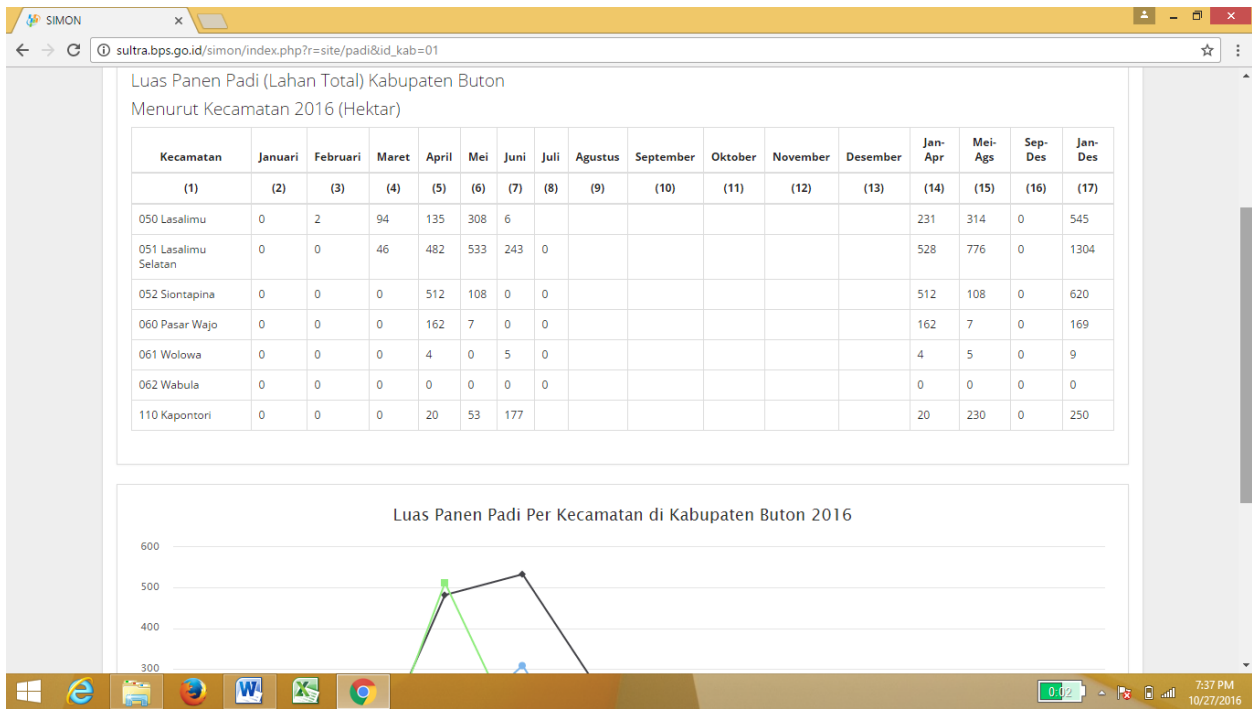 SIMON
sultra.bps.go.id/simon/index.php?r=site/padi&id_kab=01
Luas Panen Padi (Lahan Total) Kabupaten Buton
Menurut Kecamatan 2016 (Hektar)
Kecamatan Januari Februari Maret April Mei Juni Juli Agustus September Oktober November Desember Jan-Apr Mei-Ags Sep-Des Jan-Des
(1) (2) (3) (4) (5) (6) (7) (8) (9) (10) (11) (12) (13) (14) (15) (16) (17)
050 Lasalimu 0 2 94 135 308 6 231 314 0 545
051 Lasalimu Selatan 0 0 46 482 533 243 0 528 776 0 1304
052 Siontapina 0 0 0 512 108 0 0 512 108 0 620
060 Pasar Wajo 0 0 0 162 7 0 0 162 7 0 169
061 Wolowa 0 0 0 4 0 5 0 4 5 0 9
062 Wabula 0 0 0 0 0 0 0 0 0 0 0
110 Kapontori 0 0 0 20 53 177 20 230 0 250
Luas Panen Padi Per Kecamatan di Kabupaten Buton 2016
600
500
400
300
0:02
7:37 PM
10/27/2016